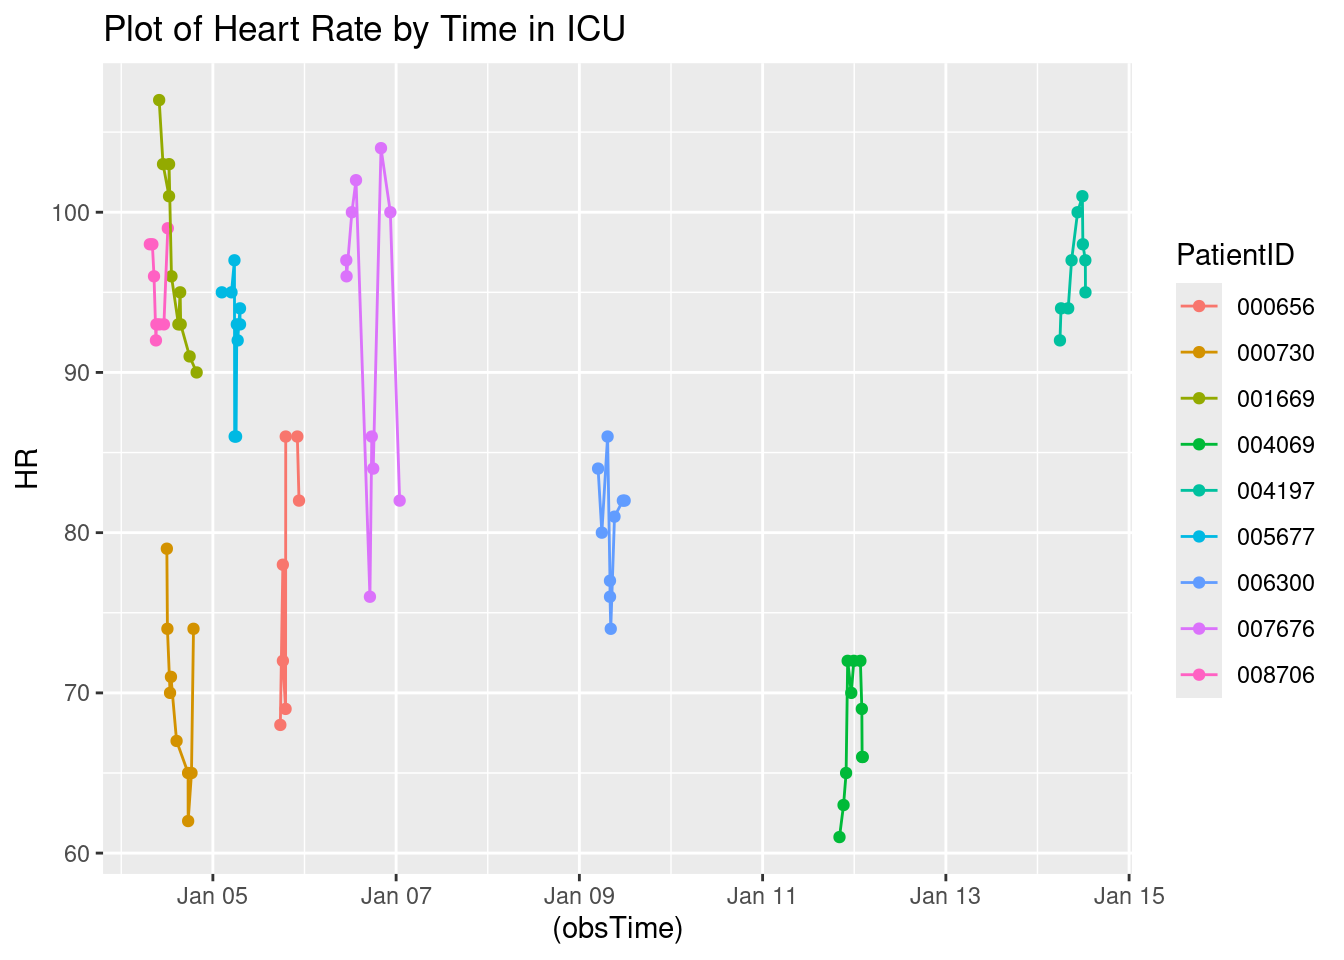 Plot of Heart Rate by Time in ICU
HR
100
90
80
70
60
Jan 05
Jan 07
Jan 09
Jan 11
Jan 13
Jan 15
(obsTime)
PatientID
000656
000730
001669
004069
004197
005677
006300
007676
008706